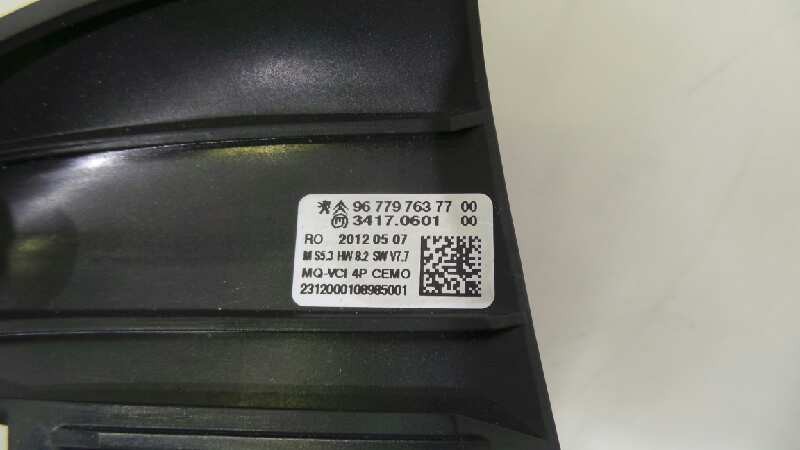 96 779 763 77 00
3417.0601 00
RO 2012 05 07
M S5.3 HW 8.2 SW V7.7
MQ-VCI 4P CEMO
2312000108985001